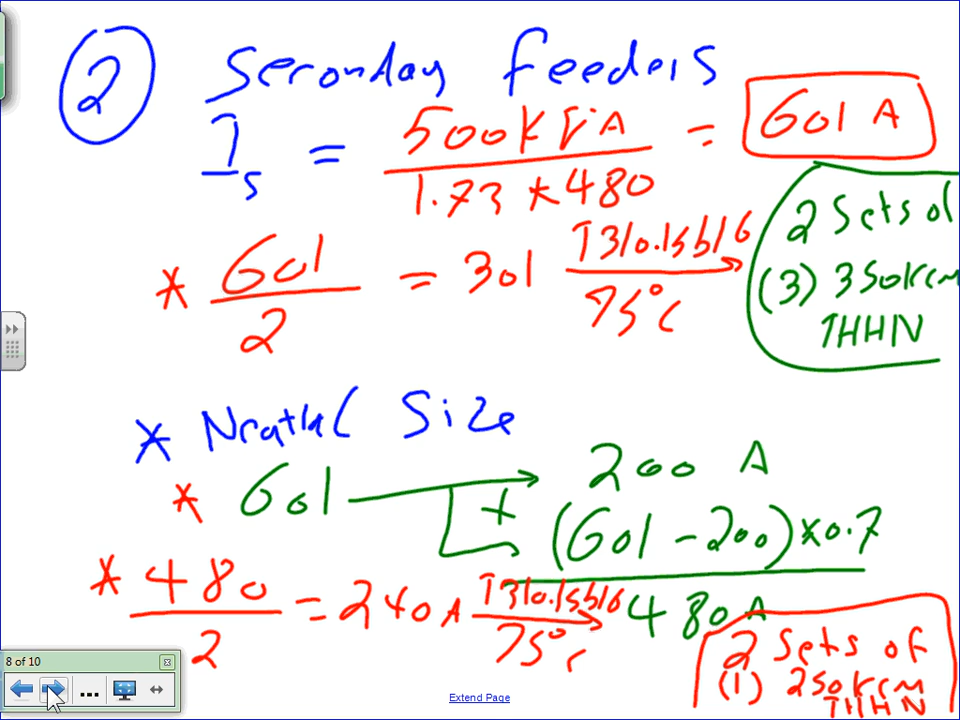 2 Secondary Feeders
Is = 500KVA / 1.73 * 480 = 601 A
* 601 / 2 = 301 T310.15b16 75°C
2 Sets of
(3) 350kcm
THHN
* Neutral Size
* 601 → 200 A
+ (601 - 200) x 0.7
480 A
* 480 / 2 = 240 A T310.15b16 75°C
2 Sets of
(1) 250kcm
THHN
8 of 10
Extend Page